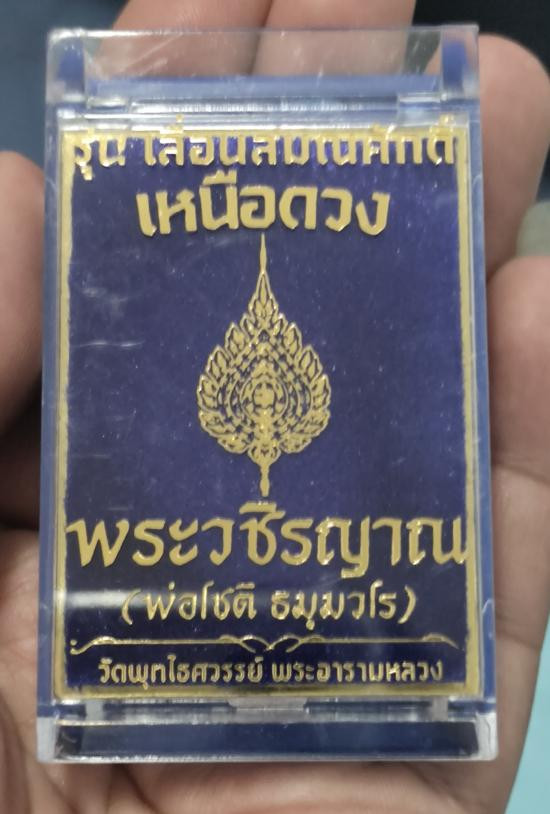 รุ่น เลื่อนสมณศักดิ์
เหนือดวง
พระวชิรญาณ
(พ่อโชติ ธมฺมวโร)
วัดพุทไธศวรรย์ พระอารามหลวง